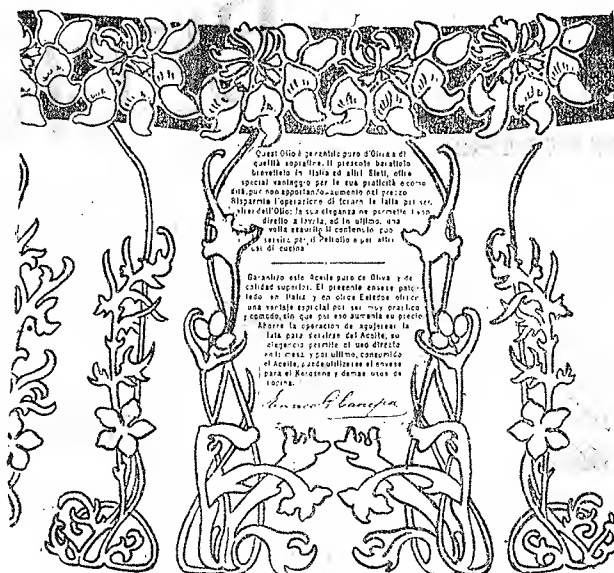 Quest'Olio è garantito puro d'Oliva e di
qualità soprafine. Il presente barattolo
brevettato in Italia ed altri Stati, offre
special vantaggio per la sua praticità e como
dità, pur non apportando aumento nel prezzo
Risparmia l'operazione di forare la latta per ser
virsi dell'Olio; la sua eleganza ne permette l'uso
diretto a tavola, ed in ultimo, una
volta esaurito il contenuto può
servire per il Petrolio e per altri
usi di cucina
Garantizo este Aceite puro de Oliva y de
calidad superior. El presente envase paten
tado en Italia y en otros Estados ofrece
una ventaja especial por ser muy practico
y comodo, sin que por eso aumente su precio
Ahorra la operación de agujerear la
lata para servirse del Aceite, su
elegancia permite el uso directo
en la mesa y por ultimo, consumido
el Aceite, puede utilizarse el envase
para el Kerosene y demas usos de
cocina.
Canepa